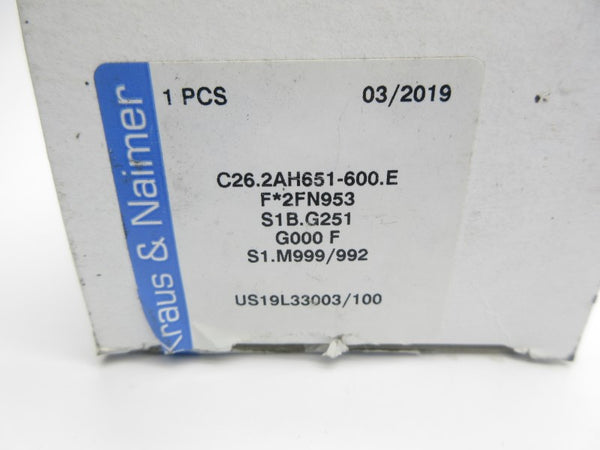 Kraus & Naimer
1 PCS 03/2019
C26.2AH651-600.E
F*2FN953
S1B.G251
G000 F
S1.M999/992
US19L33003/100